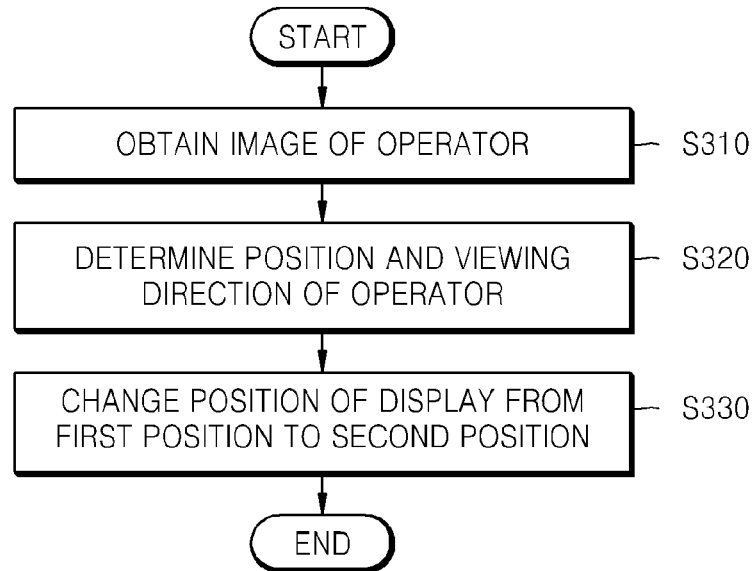 START
OBTAIN IMAGE OF OPERATOR
S310
DETERMINE POSITION AND VIEWING
DIRECTION OF OPERATOR
S320
CHANGE POSITION OF DISPLAY FROM
FIRST POSITION TO SECOND POSITION
S330
END